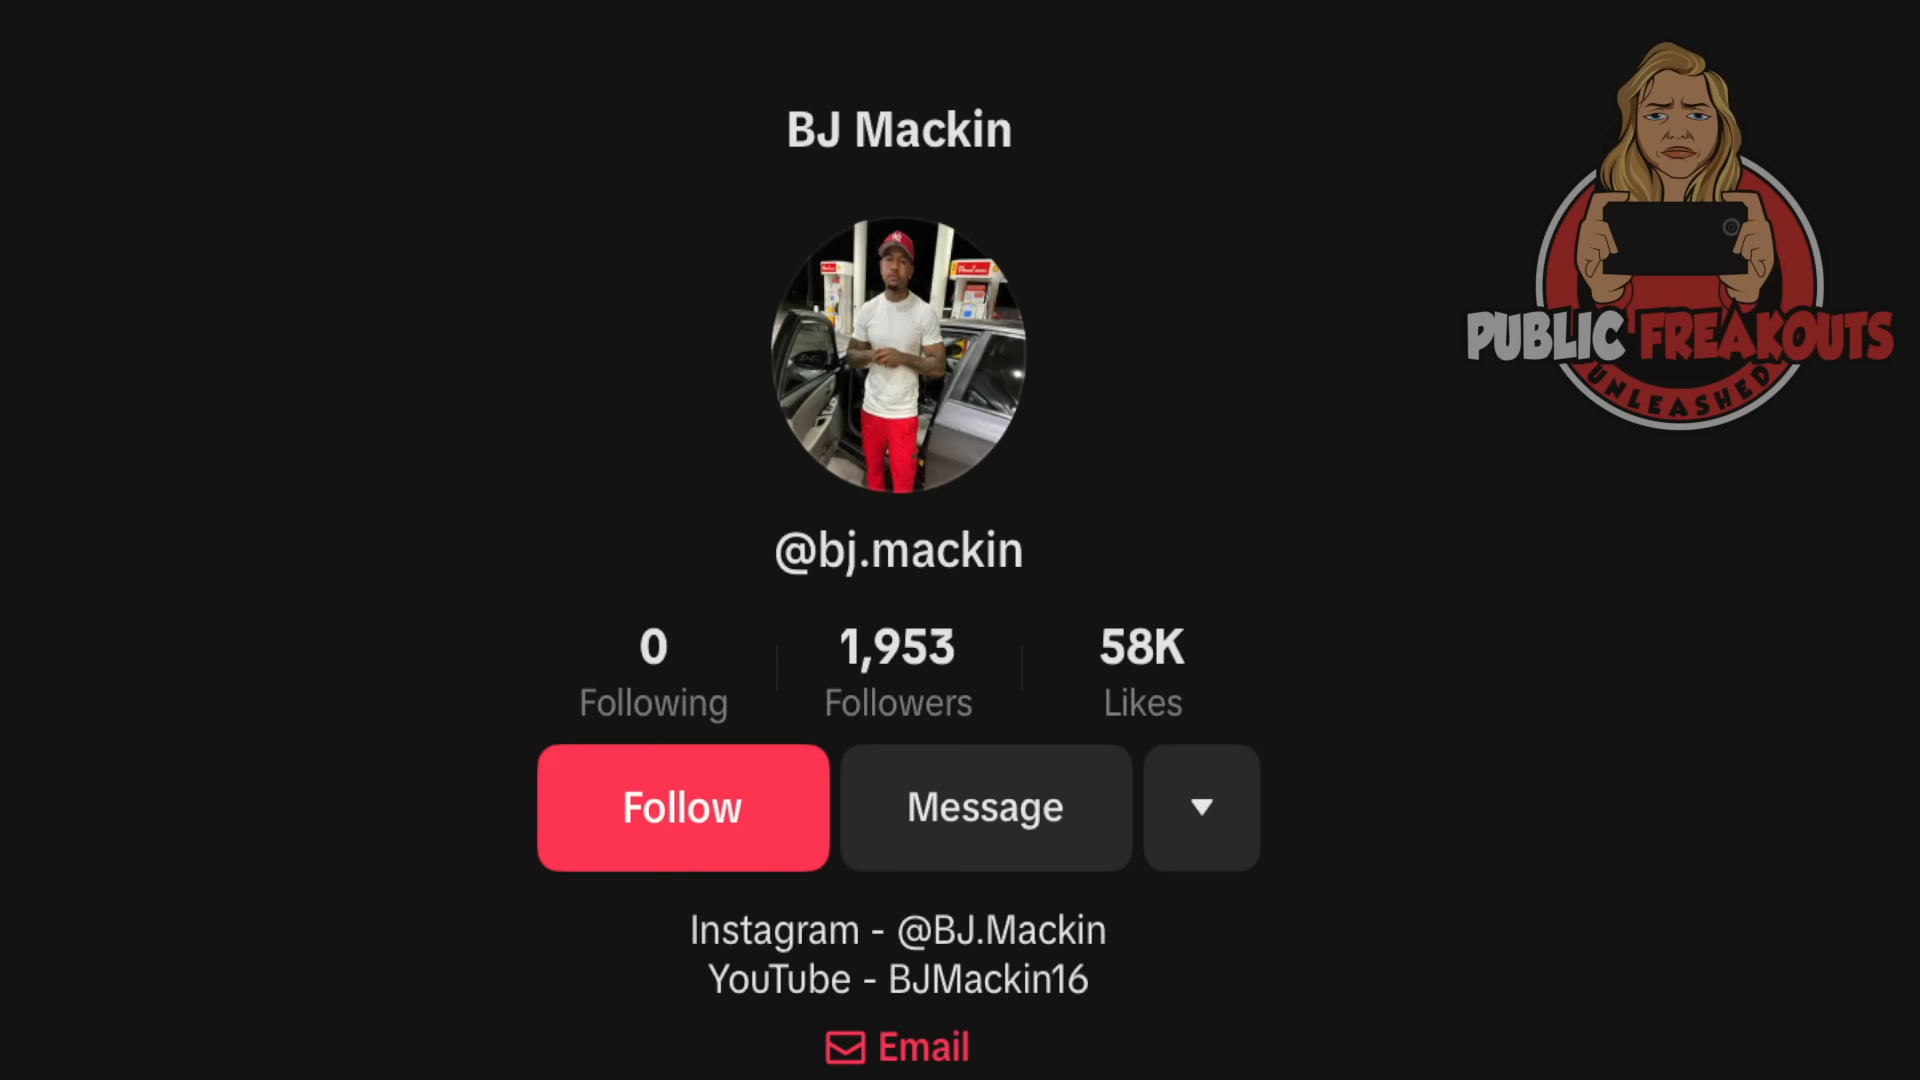 BJ Mackin
@bj.mackin
0
Following
1,953
Followers
58K
Likes
Follow
Message
Instagram - @BJ.Mackin
YouTube - BJMackin16
Email
PUBLIC FREAKOUTS
UNLEASHED